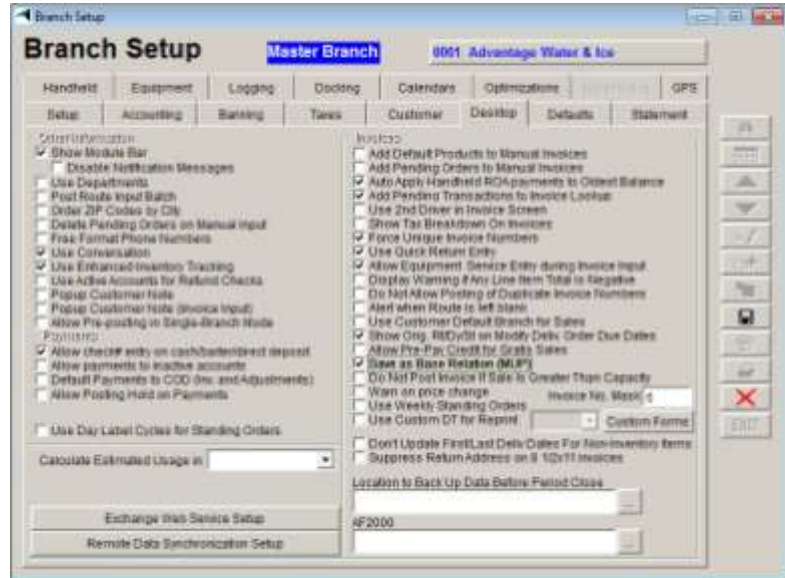 Branch Setup
Branch Setup
Master Branch
0001 Advantage Water & Ice
Handheld Equipment Logging Docking Calendars Optimizations GPS
Setup Accounting Banning Taxes Customer Desktop Defaults Statement
Show Module Bar
Disable Notification Messages
Use Departments
Post Route Input Batch
Order ZIP Codes by City
Delete Pending Orders on Manual Input
Free Format Phone Numbers
Use Conversation
Use Enhanced Inventory Tracking
Use Active Accounts for Refund Checks
Popup Customer Note
Popup Customer Note (Invoice Input)
Allow Pre-posting in Single-Branch Mode
Payments
Allow check# entry on cash/barter/direct deposit
Allow payments to inactive accounts
Default Payments to COD (Inv. and Adjustments)
Allow Posting Hold on Payments
Use Day Label Cycles for Standing Orders
Calculate Estimated Usage in
Exchange Web Service Setup
Remote Data Synchronization Setup
Invoices
Add Default Products to Manual Invoices
Add Pending Orders to Manual Invoices
Auto Apply Handheld ROA payments to Oldest Balance
Add Pending Transactions to Invoice Lookup
Use 2nd Driver in Invoice Screen
Show Tax Breakdown On Invoices
Force Unique Invoice Numbers
Use Quick Return Entry
Allow Equipment Service Entry during Invoice Input
Display Warning if Any Line Item Total is Negative
Do Not Allow Posting of Duplicate Invoice Numbers
Alert when Route is left blank
Use Customer Default Branch for Sales
Show Orig. Rt/Dy/Stl on Modify Deliv. Order Due Dates
Allow Pre-Pay Credit for Gratis Sales
Save as Base Relation (MUP)
Do Not Post Invoice if Sale Is Greater Than Capacity
Warn on price change
Invoice No. Mask
Use Weekly Standing Orders
Use Custom DT for Reprint
Custom Forms
Don't Update First/Last Deliv Dates For Non-Inventory Items
Suppress Return Address on 8 1/2x11 invoices
Location to Back Up Data Before Period Close
AF2000
EXIT